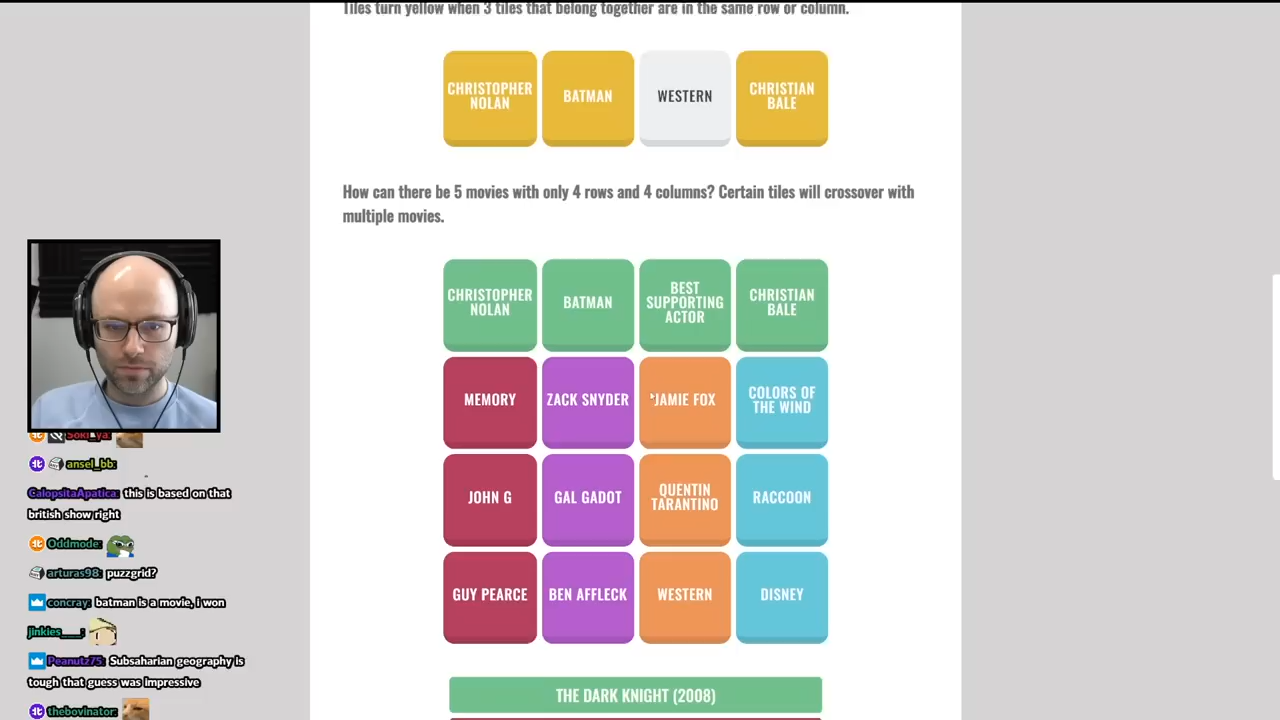 Tiles turn yellow when 3 tiles that belong together are in the same row or column.
CHRISTOPHER
NOLAN
BATMAN
WESTERN
CHRISTIAN
BALE
How can there be 5 movies with only 4 rows and 4 columns? Certain tiles will crossover with
multiple movies.
CHRISTOPHER
NOLAN
BATMAN
BEST
SUPPORTING
ACTOR
CHRISTIAN
BALE
MEMORY
ZACK SNYDER
JAMIE FOX
COLORS OF
THE WIND
JOHN G
GAL GADOT
QUENTIN
TARANTINO
RACCOON
GUY PEARCE
BEN AFFLECK
WESTERN
DISNEY
THE DARK KNIGHT (2008)
ansel_bb:
CalopsitaApatica: this is based on that
british show right
Oddmode:
arturas98: puzzgrid?
concray: batman is a movie, i won
jinkies___:
Peanutz75: Subsaharian geography is
tough that guess was impressive
thebovinator: